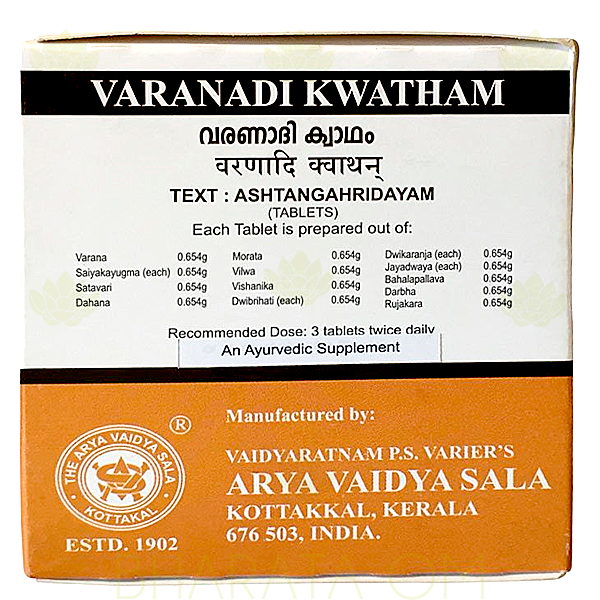 VARANADI KWATHAM
വരണാദി ക്വാഥം
वरणादि क्वाथन्
TEXT : ASHTANGAHRIDAYAM
(TABLETS)
Each Tablet is prepared out of:
Varana 0.654g
Saiyakayugma (each) 0.654g
Satavari 0.654g
Dahana 0.654g
Morata 0.654g
Vilwa 0.654g
Vishanika 0.654g
Dwibrihati (each) 0.654g
Dwikaranja (each) 0.654g
Jayadwaya (each) 0.654g
Bahalapallava 0.654g
Darbha 0.654g
Rujakara 0.654g
Recommended Dose: 3 tablets twice daily
An Ayurvedic Supplement
Manufactured by:
VAIDYARATNAM P.S. VARIER'S
ARYA VAIDYA SALA
KOTTAKKAL, KERALA
676 503, INDIA.
®
THE ARYA VAIDYA SALA
KOTTAKAL
ESTD. 1902